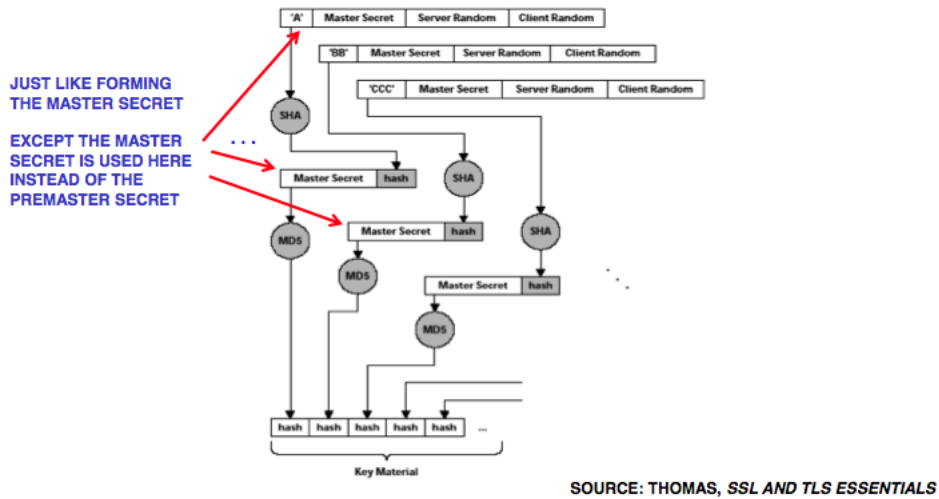 'A' Master Secret Server Random Client Random
'BB' Master Secret Server Random Client Random
'CCC' Master Secret Server Random Client Random
JUST LIKE FORMING
THE MASTER SECRET
EXCEPT THE MASTER
SECRET IS USED HERE
INSTEAD OF THE
PREMASTER SECRET
. . .
SHA
Master Secret hash
SHA
MD5
Master Secret hash
SHA
MD5
Master Secret hash
MD5
hash hash hash hash hash ...
Key Material
SOURCE: THOMAS, SSL AND TLS ESSENTIALS